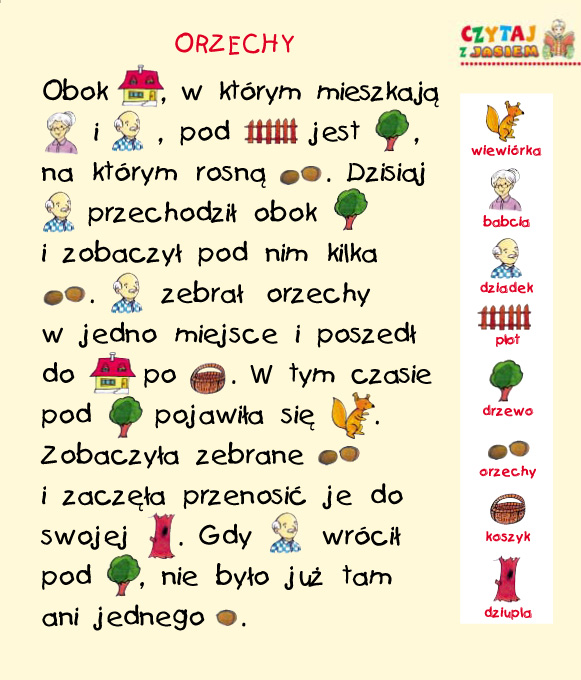 ORZECHY
CZYTAJ
Z JASIEM
Obok , w którym mieszkają
i , pod jest ,
na którym rosną . Dzisiaj
przechodził obok
i zobaczył pod nim kilka
. zebrał orzechy
w jedno miejsce i poszedł
do po . W tym czasie
pod pojawiła się .
Zobaczyła zebrane
i zaczęła przenosić je do
swojej . Gdy wrócił
pod , nie było już tam
ani jednego .
wiewiórka
babcia
dziadek
płot
drzewo
orzechy
koszyk
dziupla